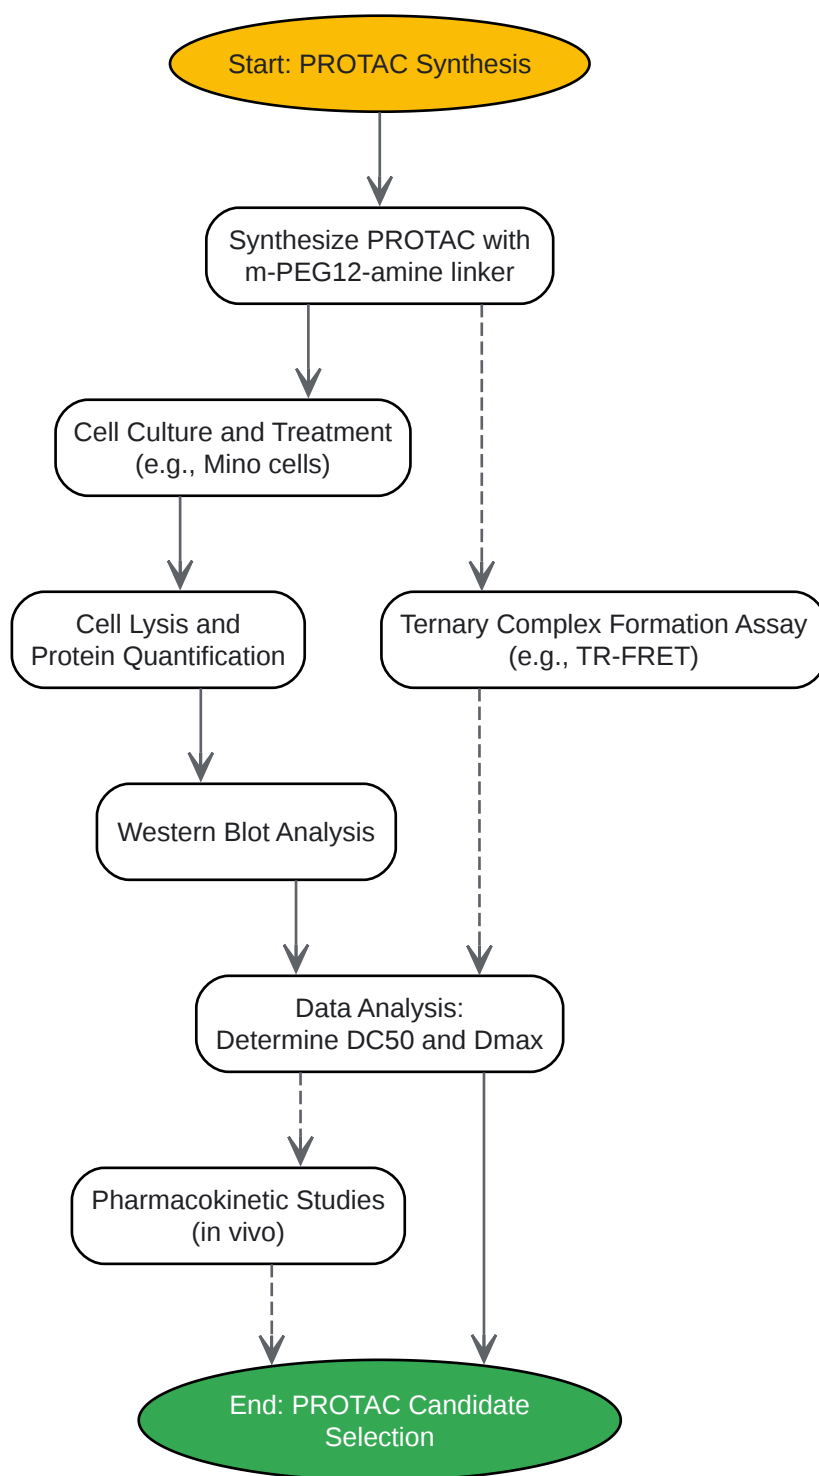 Start: PROTAC Synthesis
Synthesize PROTAC with
m-PEG12-amine linker
Cell Culture and Treatment
(e.g., Mino cells)
Cell Lysis and
Protein Quantification
Ternary Complex Formation Assay
(e.g., TR-FRET)
Western Blot Analysis
Data Analysis:
Determine DC50 and Dmax
Pharmacokinetic Studies
(in vivo)
End: PROTAC Candidate
Selection